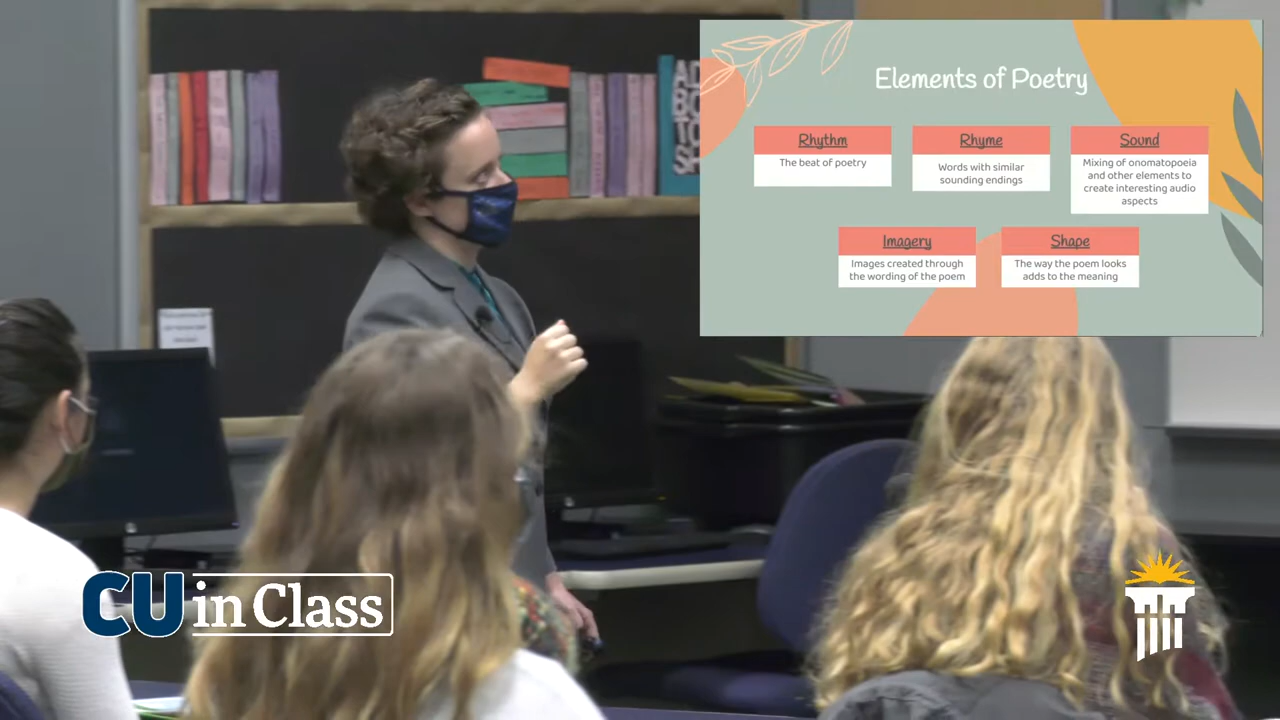 Elements of Poetry
Rhythm
The beat of poetry
Rhyme
Words with similar
sounding endings
Sound
Mixing of onomatopoeia
and other elements to
create interesting audio
aspects
Imagery
Images created through
the wording of the poem
Shape
The way the poem looks
adds to the meaning
CU in Class